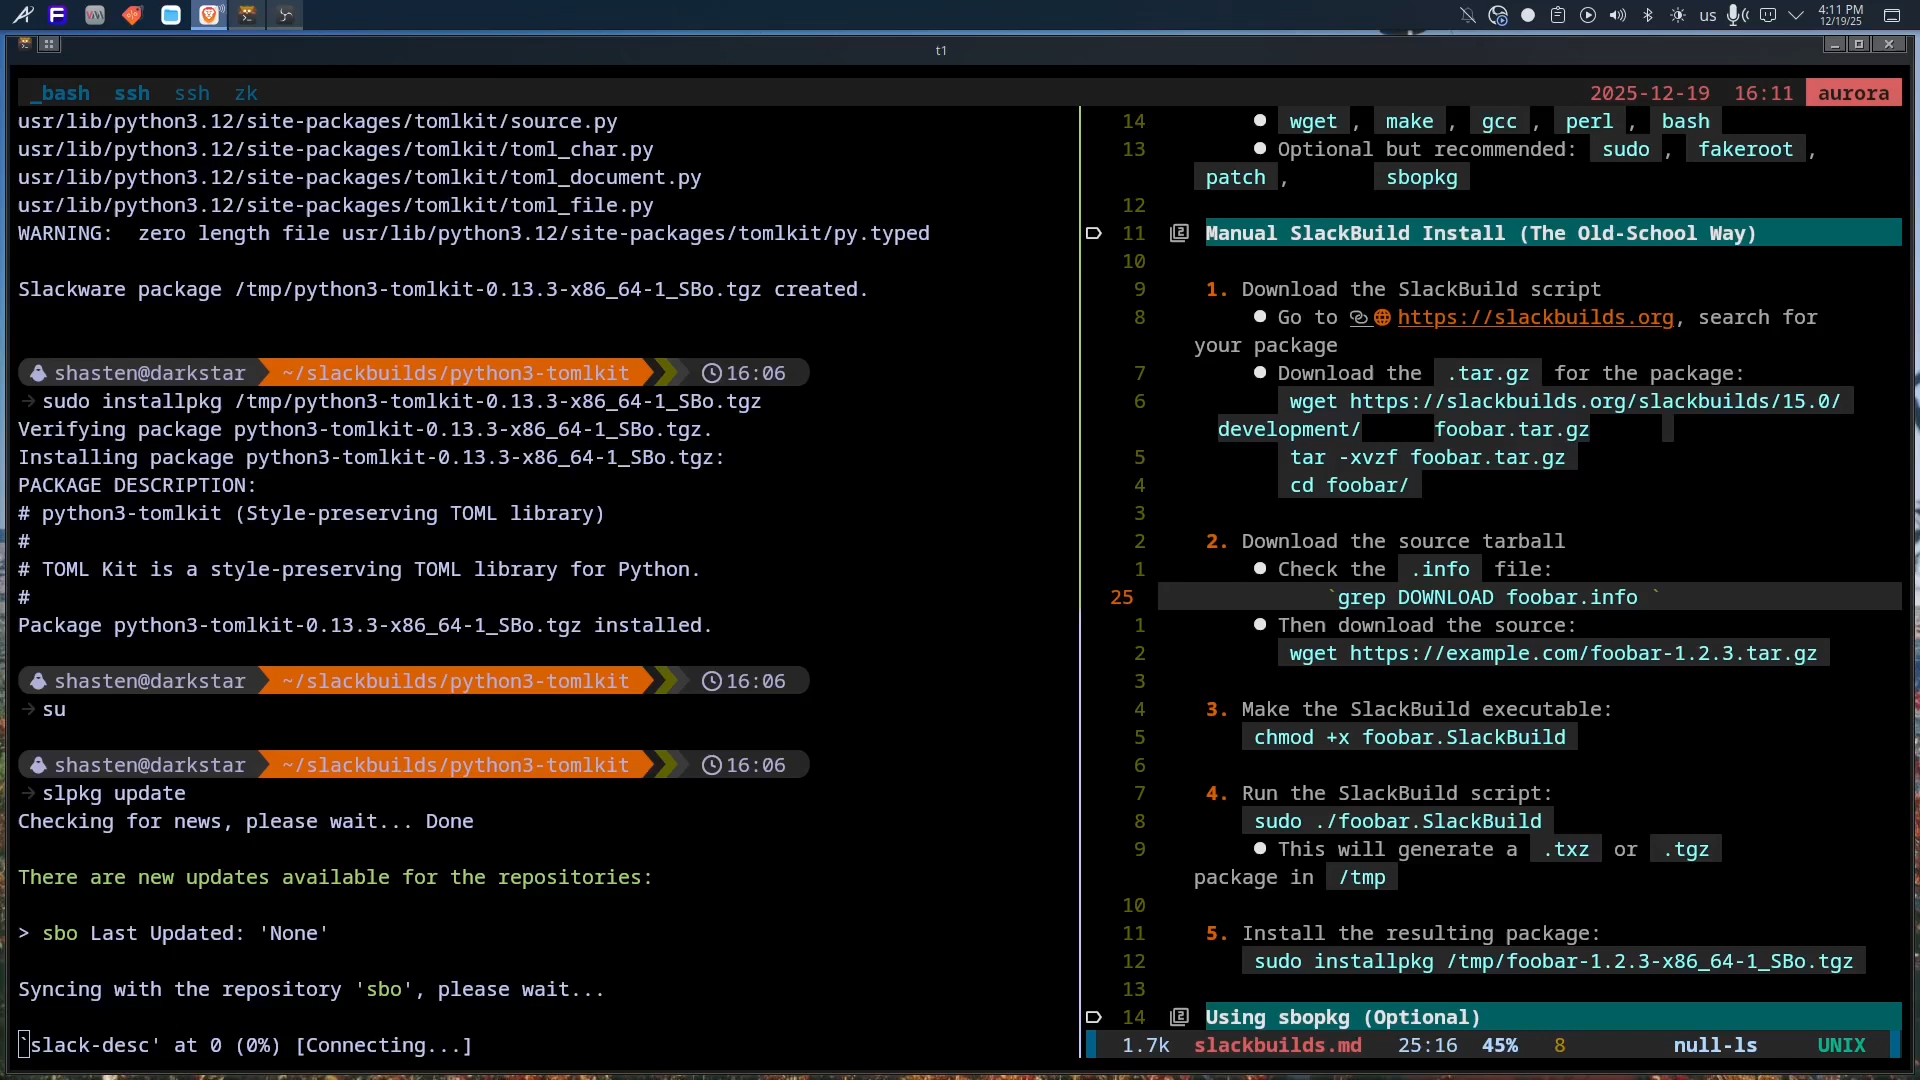 us
4:11 PM
12/19/25
t1
_bash ssh ssh zk
2025-12-19 16:11 aurora
usr/lib/python3.12/site-packages/tomlkit/source.py
usr/lib/python3.12/site-packages/tomlkit/toml_char.py
usr/lib/python3.12/site-packages/tomlkit/toml_document.py
usr/lib/python3.12/site-packages/tomlkit/toml_file.py
WARNING:  zero length file usr/lib/python3.12/site-packages/tomlkit/py.typed
Slackware package /tmp/python3-tomlkit-0.13.3-x86_64-1_SBo.tgz created.
shasten@darkstar ~/slackbuilds/python3-tomlkit 16:06
sudo installpkg /tmp/python3-tomlkit-0.13.3-x86_64-1_SBo.tgz
Verifying package python3-tomlkit-0.13.3-x86_64-1_SBo.tgz.
Installing package python3-tomlkit-0.13.3-x86_64-1_SBo.tgz:
PACKAGE DESCRIPTION:
# python3-tomlkit (Style-preserving TOML library)
#
# TOML Kit is a style-preserving TOML library for Python.
#
Package python3-tomlkit-0.13.3-x86_64-1_SBo.tgz installed.
shasten@darkstar ~/slackbuilds/python3-tomlkit 16:06
su
shasten@darkstar ~/slackbuilds/python3-tomlkit 16:06
slpkg update
Checking for news, please wait... Done
There are new updates available for the repositories:
> sbo Last Updated: 'None'
Syncing with the repository 'sbo', please wait...
`slack-desc' at 0 (0%) [Connecting...]
14 wget , make , gcc , perl , bash
13 Optional but recommended: sudo , fakeroot ,
patch , sbopkg
12
11 Manual SlackBuild Install (The Old-School Way)
10
9 1. Download the SlackBuild script
8 Go to https://slackbuilds.org, search for
your package
7 Download the .tar.gz for the package:
6 wget https://slackbuilds.org/slackbuilds/15.0/
development/ foobar.tar.gz
5 tar -xvzf foobar.tar.gz
4 cd foobar/
3
2 2. Download the source tarball
1 Check the .info file:
25 `grep DOWNLOAD foobar.info `
1 Then download the source:
2 wget https://example.com/foobar-1.2.3.tar.gz
3
4 3. Make the SlackBuild executable:
5 chmod +x foobar.SlackBuild
6
7 4. Run the SlackBuild script:
8 sudo ./foobar.SlackBuild
9 This will generate a .txz or .tgz
package in /tmp
10
11 5. Install the resulting package:
12 sudo installpkg /tmp/foobar-1.2.3-x86_64-1_SBo.tgz
13
14 Using sbopkg (Optional)
1.7k slackbuilds.md 25:16 45% 8 null-ls UNIX